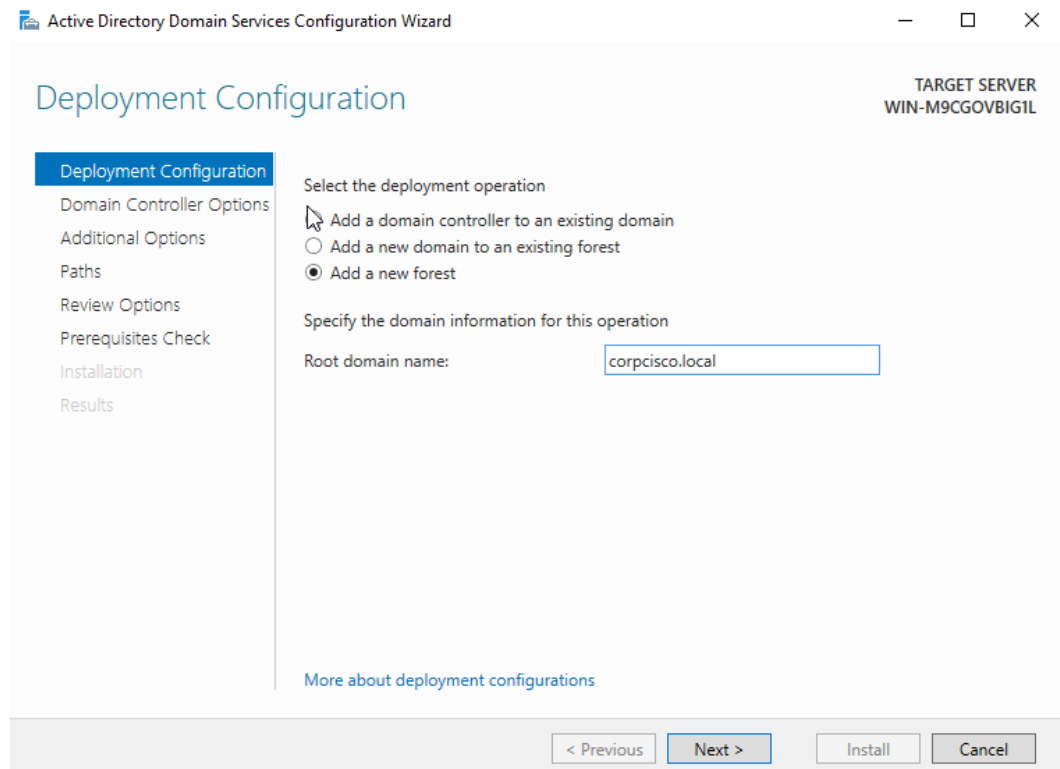 Active Directory Domain Services Configuration Wizard
Deployment Configuration
TARGET SERVER
WIN-M9CGOVBIG1L
Deployment Configuration
Domain Controller Options
Additional Options
Paths
Review Options
Prerequisites Check
Installation
Results
Select the deployment operation
Add a domain controller to an existing domain
Add a new domain to an existing forest
Add a new forest
Specify the domain information for this operation
Root domain name:
corpcisco.local
More about deployment configurations
< Previous
Next >
Install
Cancel